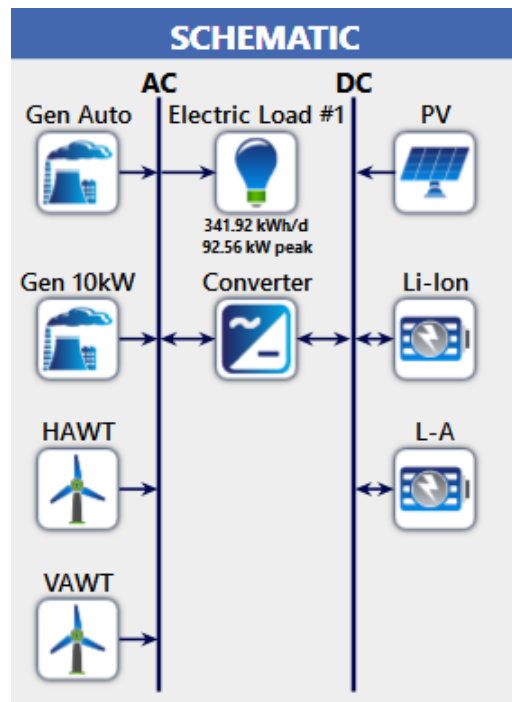 SCHEMATIC
AC DC
Gen Auto Electric Load #1 PV
341.92 kWh/d
92.56 kW peak
Gen 10kW Converter Li-Ion
HAWT L-A
VAWT